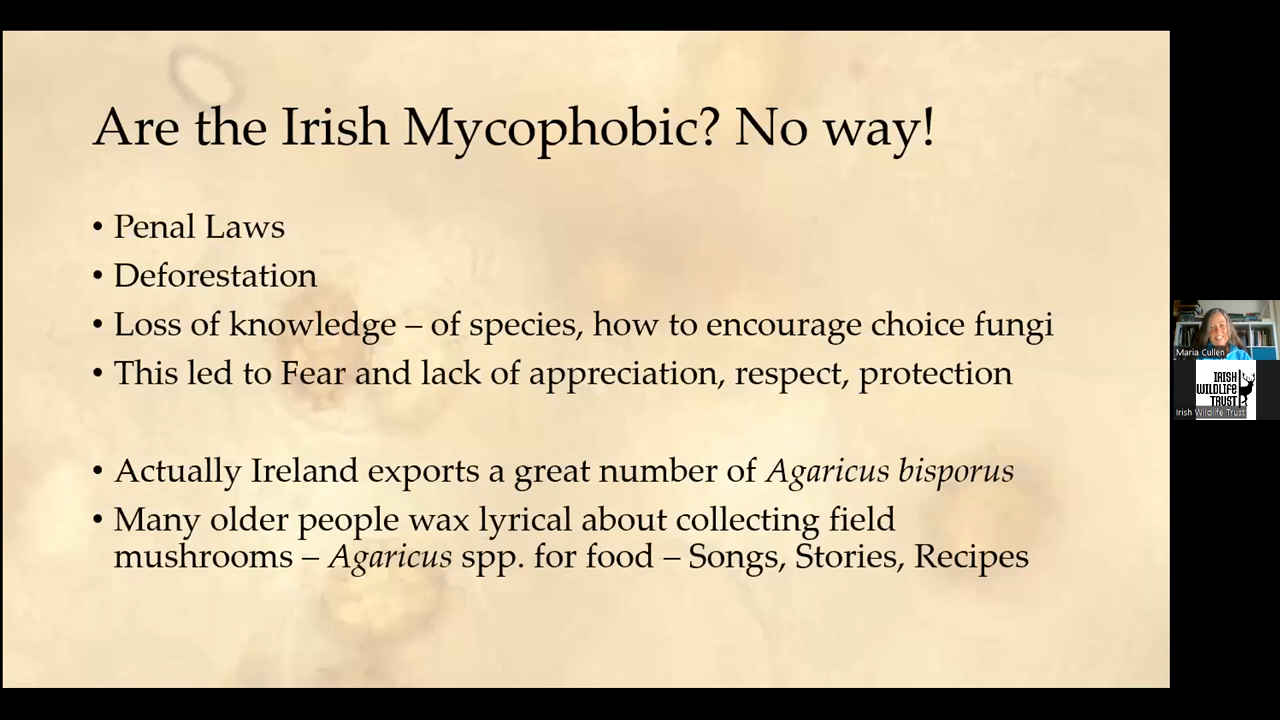 Are the Irish Mycophobic? No way!
• Penal Laws
• Deforestation
• Loss of knowledge – of species, how to encourage choice fungi
• This led to Fear and lack of appreciation, respect, protection
• Actually Ireland exports a great number of Agaricus bisporus
• Many older people wax lyrical about collecting field
mushrooms – Agaricus spp. for food – Songs, Stories, Recipes
Maria Cullen
IRISH
WILDLIFE
TRUST
Irish Wildlife Trust